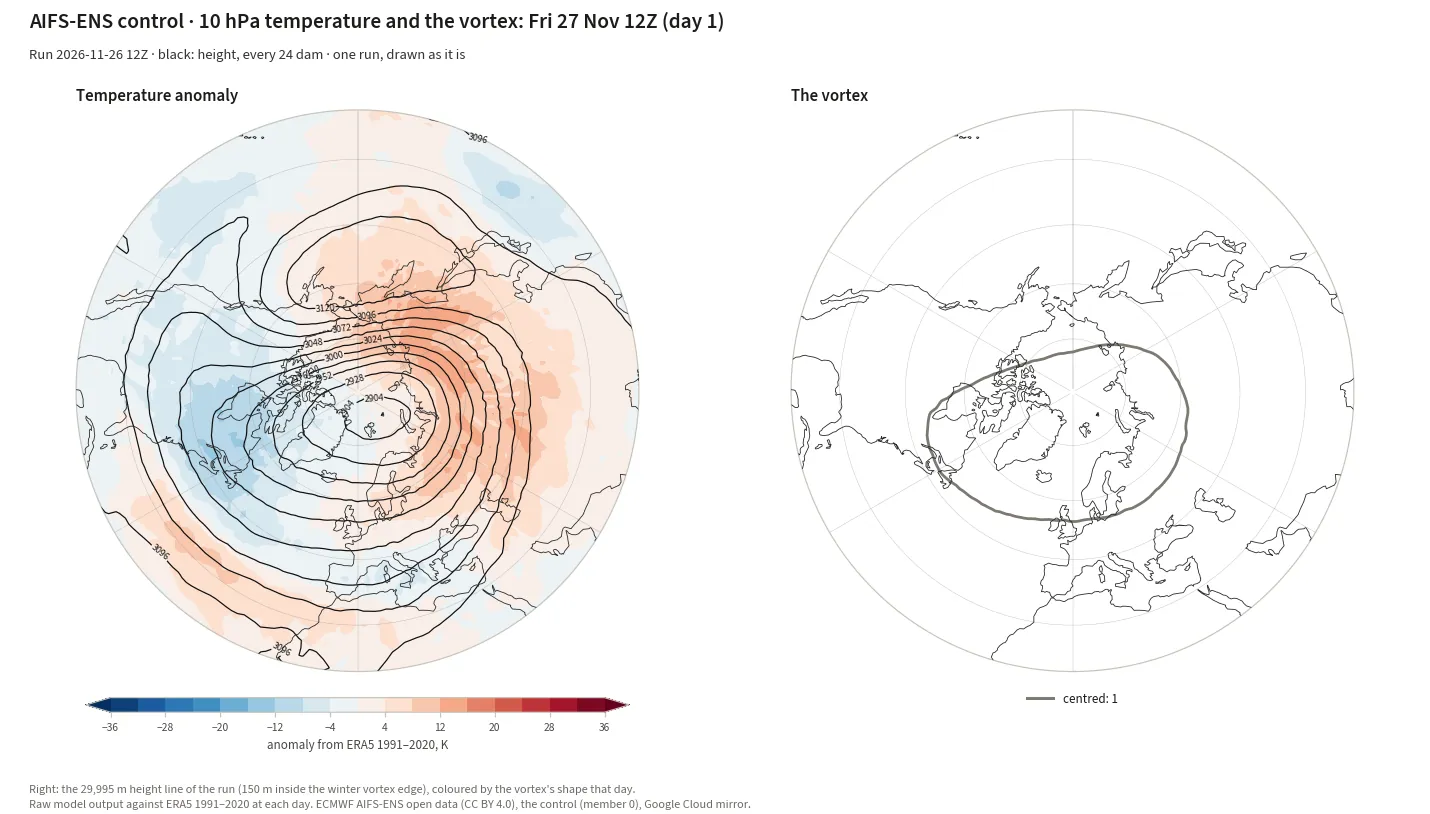 AIFS-ENS control · 10 hPa temperature and the vortex: Fri 27 Nov 12Z (day 1)
Run 2026-11-26 12Z · black: height, every 24 dam · one run, drawn as it is
Temperature anomaly
The vortex
3096
3120
3096
3072
3024
3048
3000
2928
2904
3096
3096
−36 −28 −20 −12 −4 4 12 20 28 36
anomaly from ERA5 1991–2020, K
centred: 1
Right: the 29,995 m height line of the run (150 m inside the winter vortex edge), coloured by the vortex's shape that day.
Raw model output against ERA5 1991–2020 at each day. ECMWF AIFS-ENS open data (CC BY 4.0), the control (member 0), Google Cloud mirror.